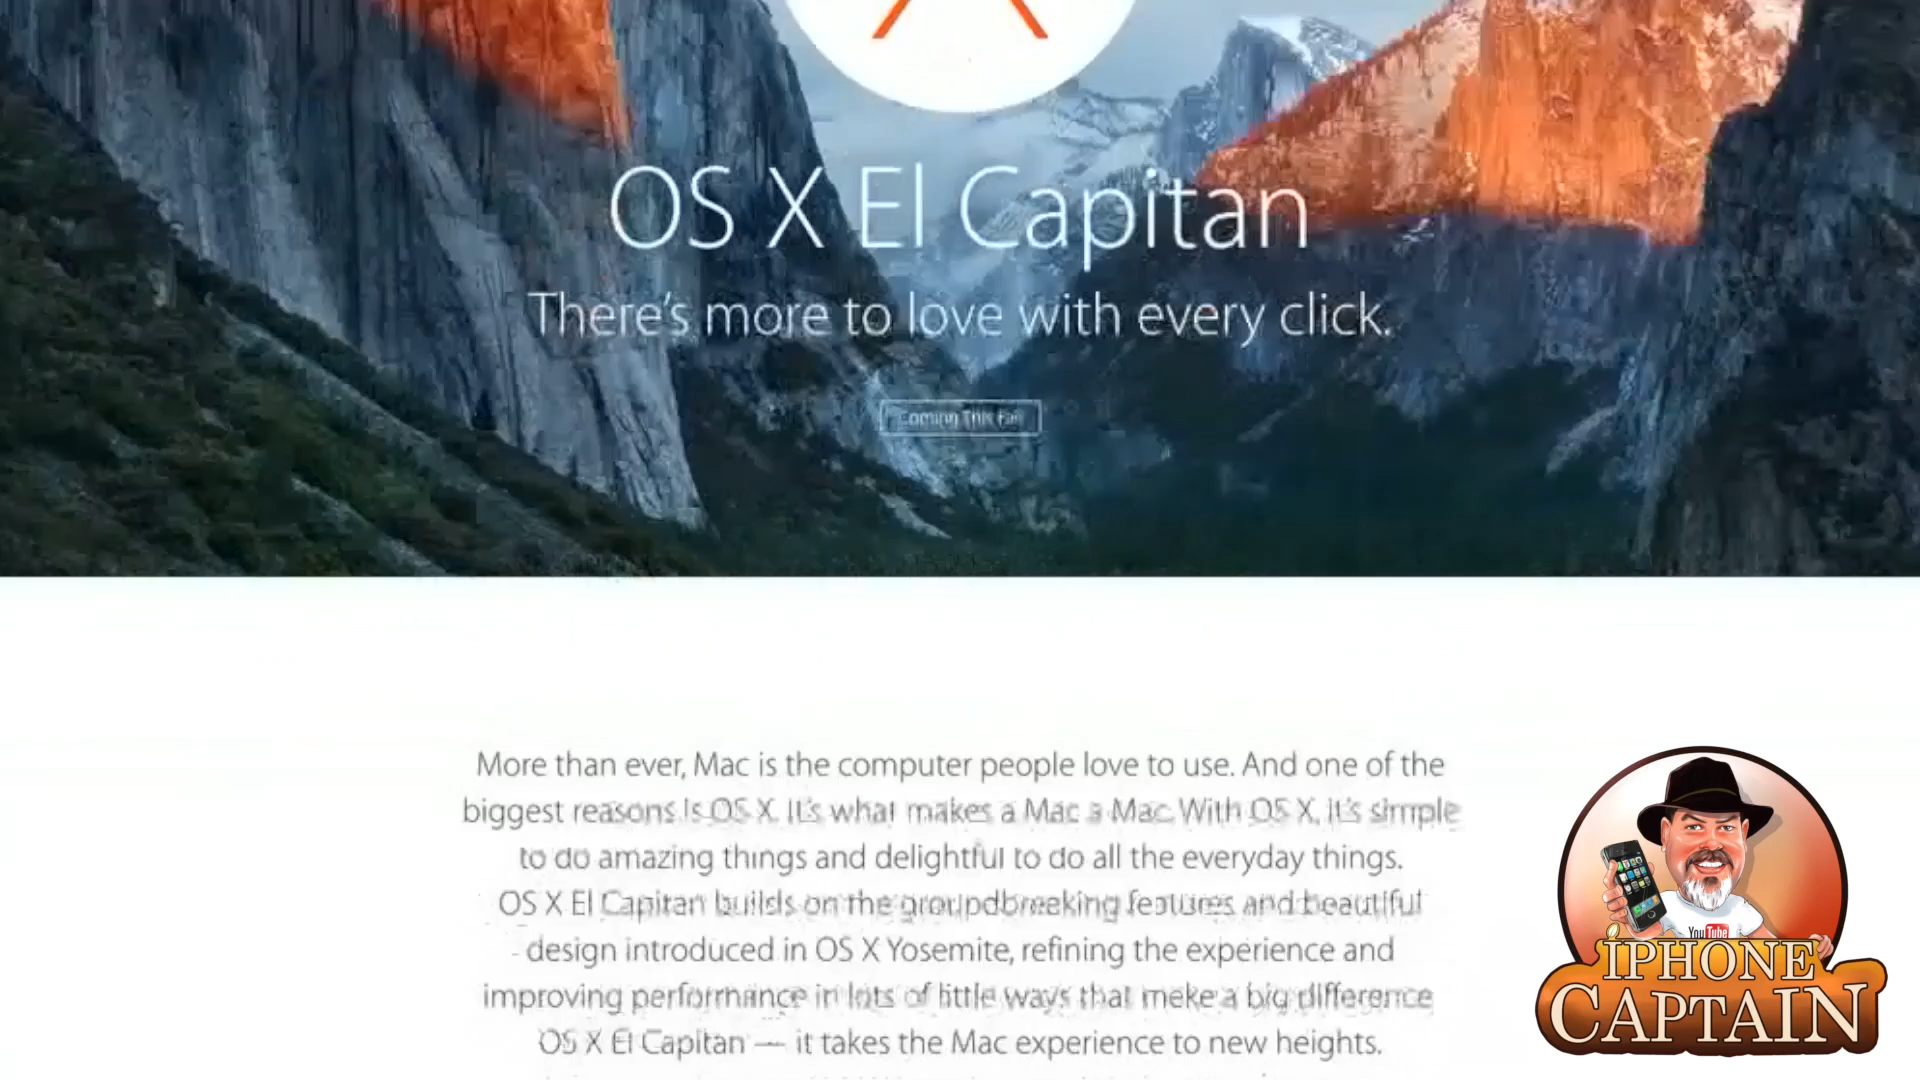 OS X El Capitan
There's more to love with every click.
Coming This Fall
More than ever, Mac is the computer people love to use. And one of the
biggest reasons is OS X. It's what makes a Mac a Mac. With OS X, it's simple
to do amazing things and delightful to do all the everyday things.
OS X El Capitan builds on the groundbreaking features and beautiful
design introduced in OS X Yosemite, refining the experience and
improving performance in lots of little ways that make a big difference
OS X El Capitan — it takes the Mac experience to new heights.
YouTube
IPHONE
CAPTAIN